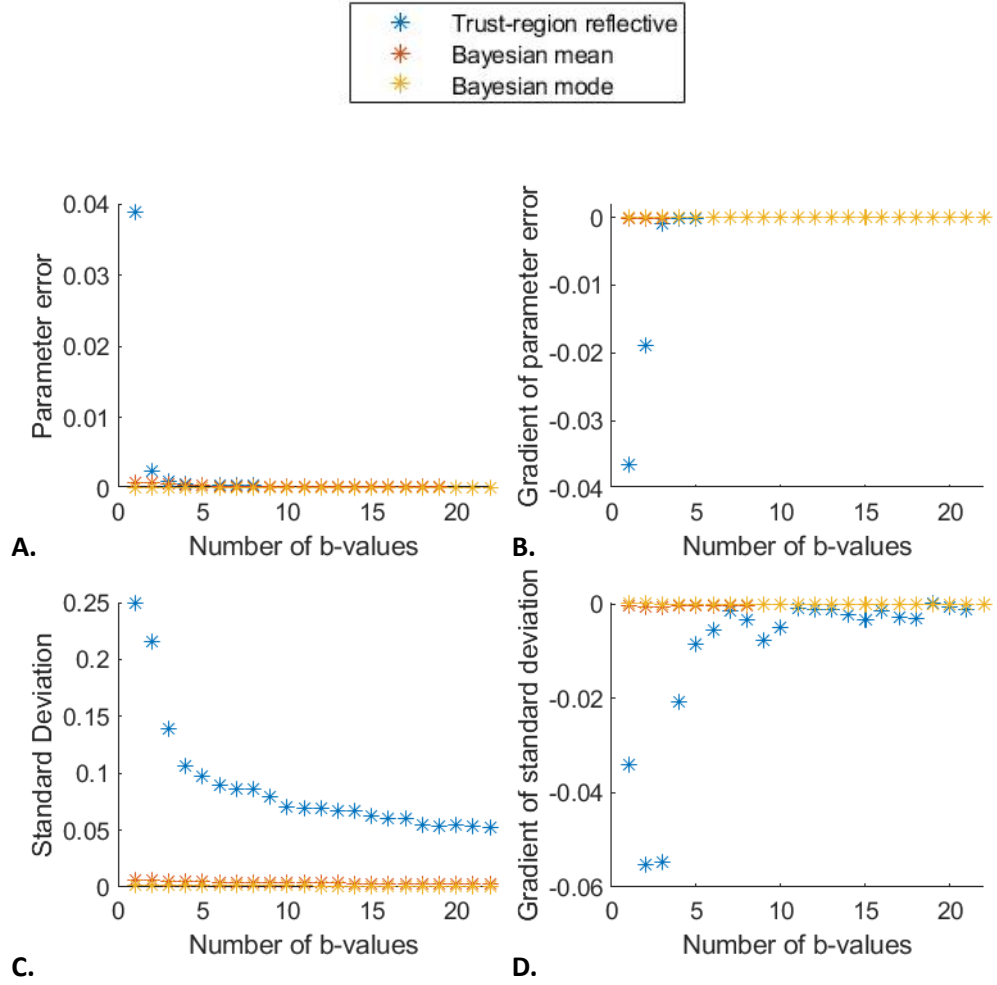 Trust-region reflective
Bayesian mean
Bayesian mode
0.04
0.03
0.02
0.01
0
Parameter error
0 5 10 15 20
Number of b-values
A.
0
-0.01
-0.02
-0.03
-0.04
Gradient of parameter error
0 5 10 15 20
Number of b-values
B.
0.25
0.2
0.15
0.1
0.05
0
Standard Deviation
0 5 10 15 20
Number of b-values
C.
0
-0.02
-0.04
-0.06
Gradient of standard deviation
0 5 10 15 20
Number of b-values
D.